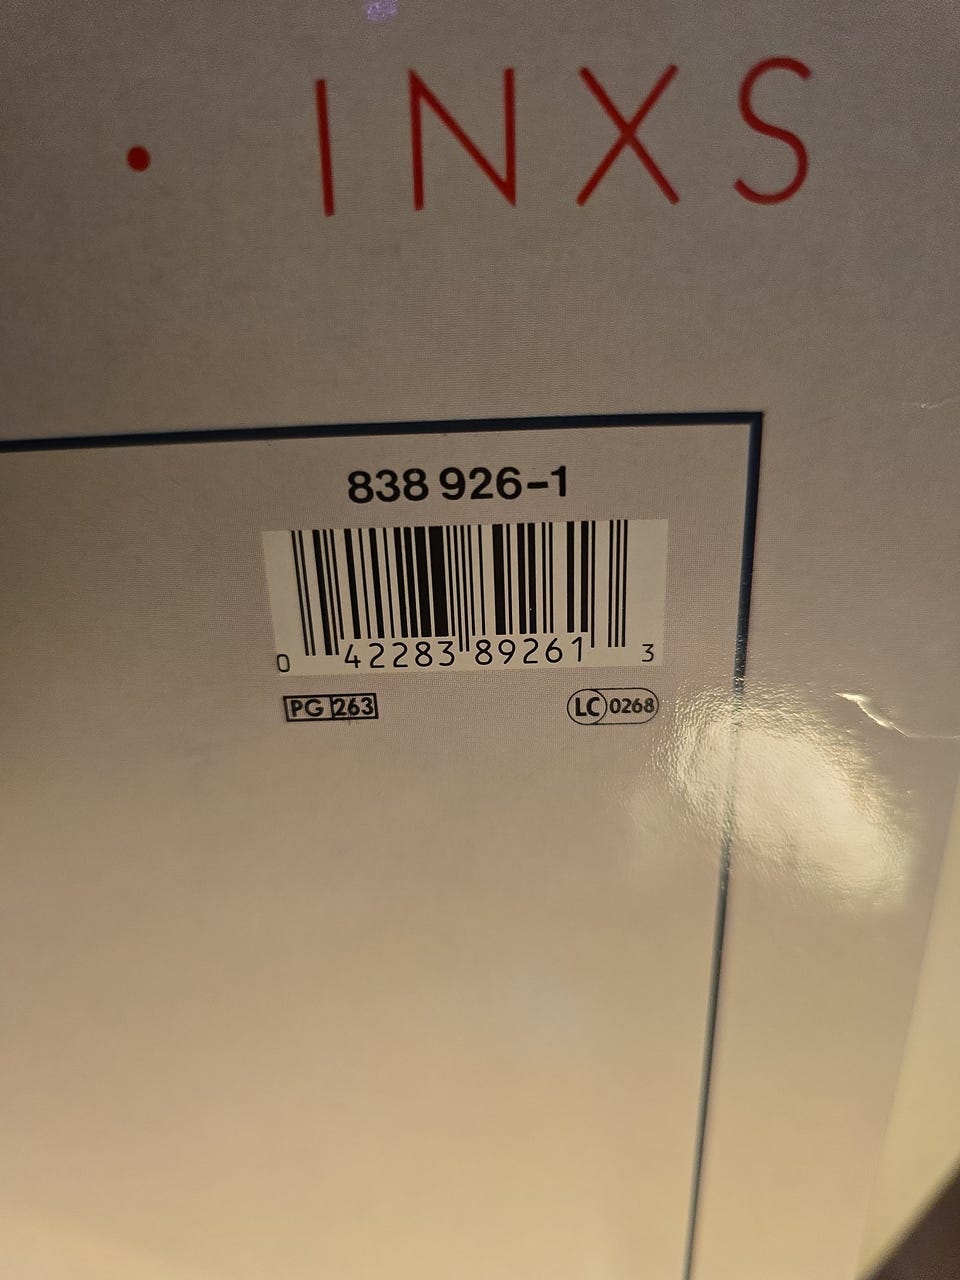 • INXS
838 926-1
0 42283 89261 3
PG 263
LC 0268